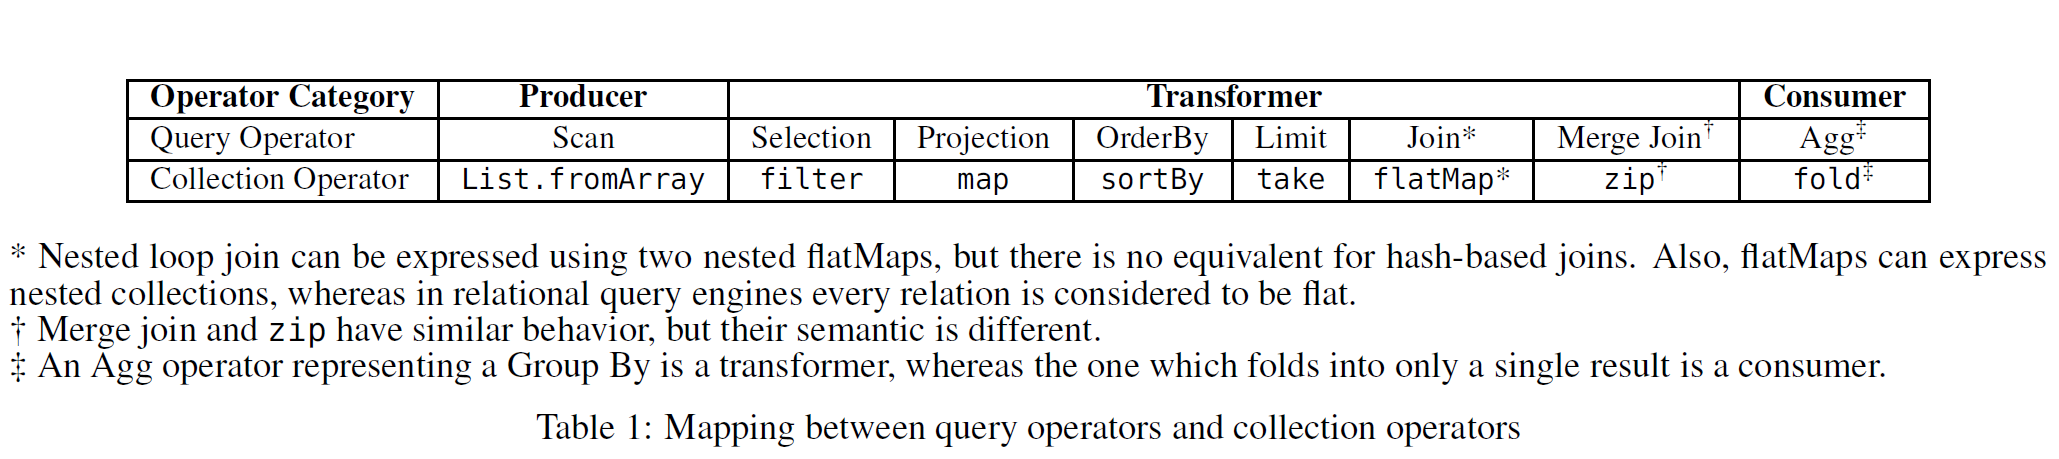 Operator Category Producer Transformer Consumer
Query Operator Scan Selection Projection OrderBy Limit Join* Merge Join† Agg‡
Collection Operator List.fromArray filter map sortBy take flatMap* zip† fold‡
* Nested loop join can be expressed using two nested flatMaps, but there is no equivalent for hash-based joins. Also, flatMaps can express
nested collections, whereas in relational query engines every relation is considered to be flat.
† Merge join and zip have similar behavior, but their semantic is different.
‡ An Agg operator representing a Group By is a transformer, whereas the one which folds into only a single result is a consumer.
Table 1: Mapping between query operators and collection operators